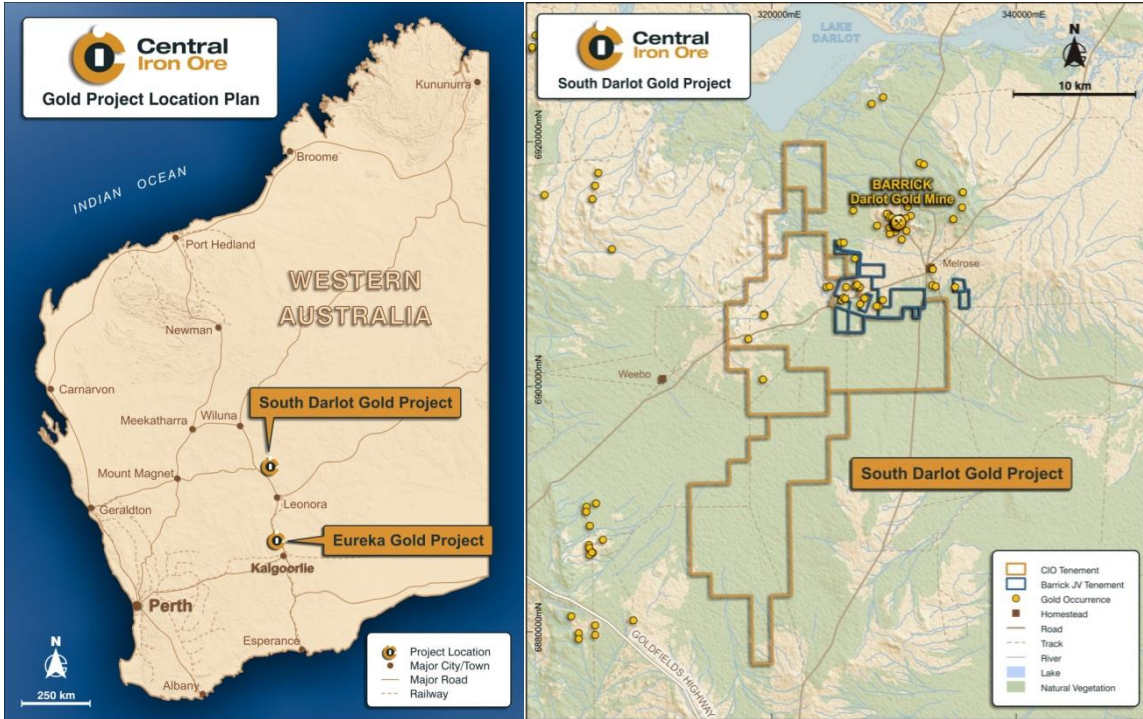 Central
Iron Ore
Gold Project Location Plan
Kununurra
Broome
INDIAN OCEAN
Port Hedland
WESTERN
AUSTRALIA
Newman
Carnarvon
South Darlot Gold Project
Meekatharra
Wiluna
Mount Magnet
Leonora
Geraldton
Eureka Gold Project
Kalgoorlie
Perth
Esperance
Albany
N
250 km
Project Location
Major City/Town
Major Road
Railway
Central
Iron Ore
South Darlot Gold Project
320000mE
340000mE
LAKE
DARLOT
N
10 km
6920000mN
BARRICK
Darlot Gold Mine
Melrose
Weebo
6900000mN
South Darlot Gold Project
6880000mN
GOLDFIELDS HIGHWAY
CIO Tenement
Barrick JV Tenement
Gold Occurrence
Homestead
Road
Track
River
Lake
Natural Vegetation